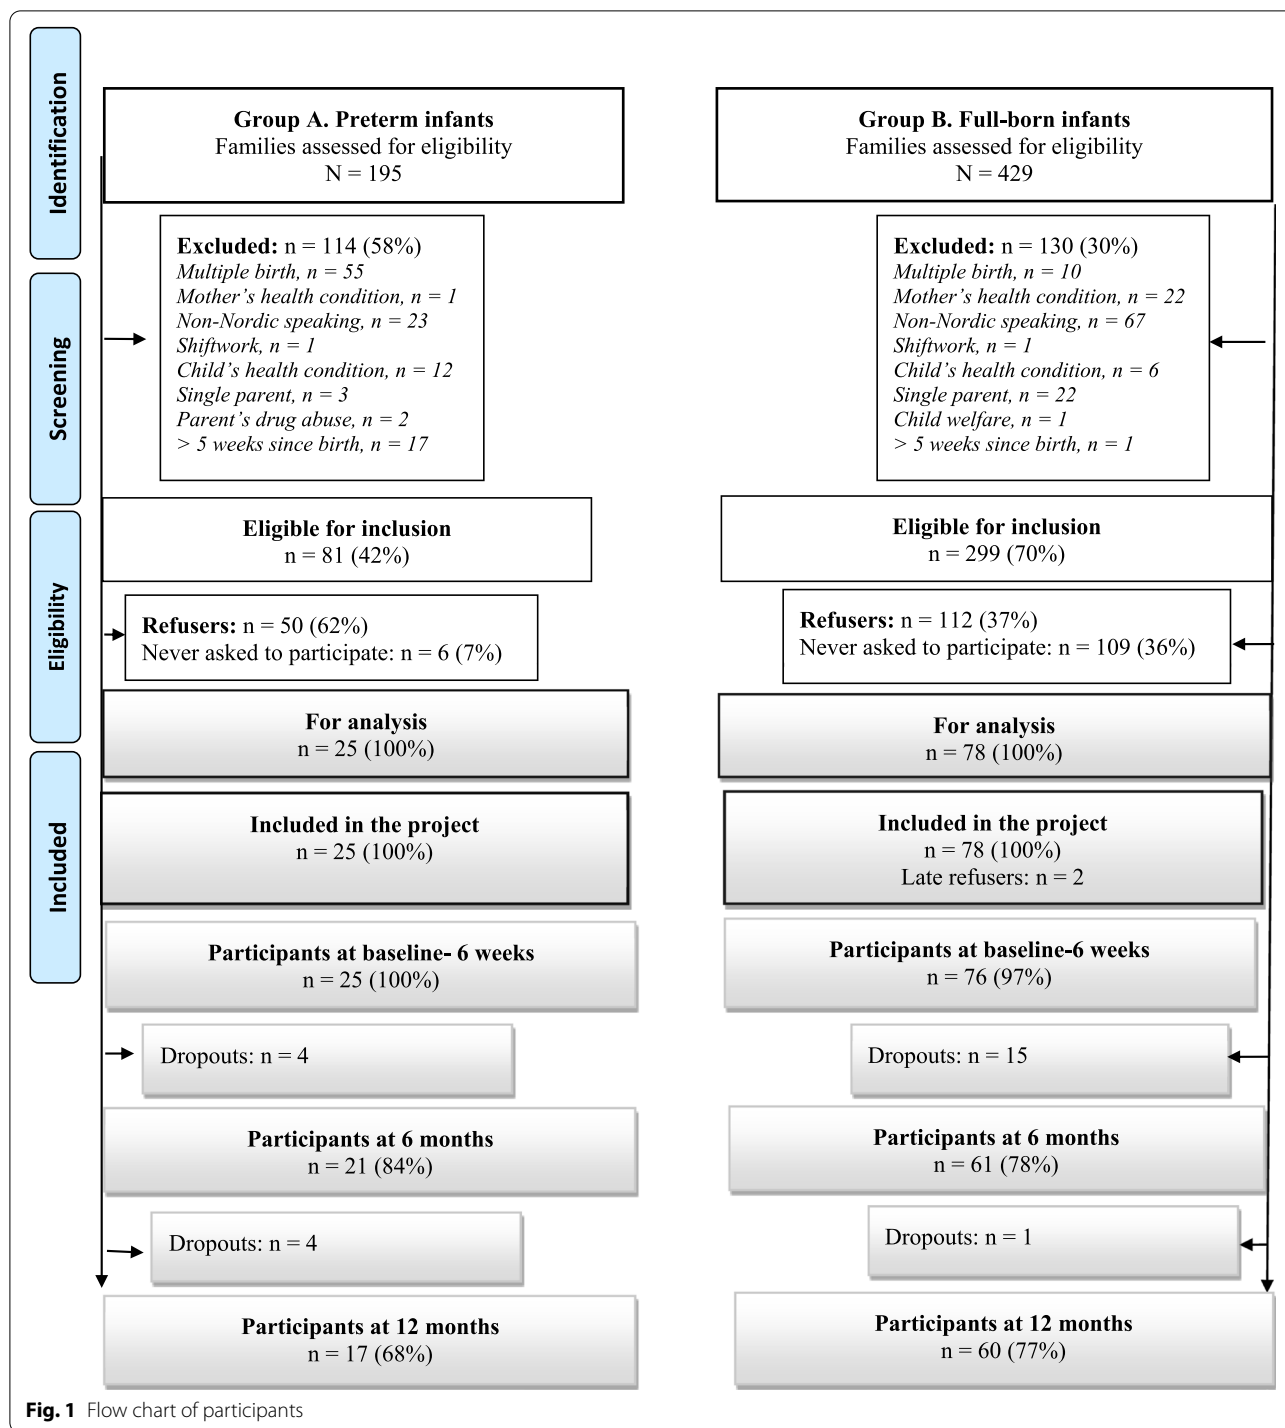 Identification
Screening
Eligibility
Included
Group A. Preterm infants
Families assessed for eligibility
N = 195
Excluded: n = 114 (58%)
Multiple birth, n = 55
Mother’s health condition, n = 1
Non-Nordic speaking, n = 23
Shiftwork, n = 1
Child’s health condition, n = 12
Single parent, n = 3
Parent’s drug abuse, n = 2
> 5 weeks since birth, n = 17
Eligible for inclusion
n = 81 (42%)
Refusers: n = 50 (62%)
Never asked to participate: n = 6 (7%)
For analysis
n = 25 (100%)
Included in the project
n = 25 (100%)
Participants at baseline- 6 weeks
n = 25 (100%)
Dropouts: n = 4
Participants at 6 months
n = 21 (84%)
Dropouts: n = 4
Participants at 12 months
n = 17 (68%)
Group B. Full-born infants
Families assessed for eligibility
N = 429
Excluded: n = 130 (30%)
Multiple birth, n = 10
Mother’s health condition, n = 22
Non-Nordic speaking, n = 67
Shiftwork, n = 1
Child’s health condition, n = 6
Single parent, n = 22
Child welfare, n = 1
> 5 weeks since birth, n = 1
Eligible for inclusion
n = 299 (70%)
Refusers: n = 112 (37%)
Never asked to participate: n = 109 (36%)
For analysis
n = 78 (100%)
Included in the project
n = 78 (100%)
Late refusers: n = 2
Participants at baseline-6 weeks
n = 76 (97%)
Dropouts: n = 15
Participants at 6 months
n = 61 (78%)
Dropouts: n = 1
Participants at 12 months
n = 60 (77%)
Fig. 1 Flow chart of participants